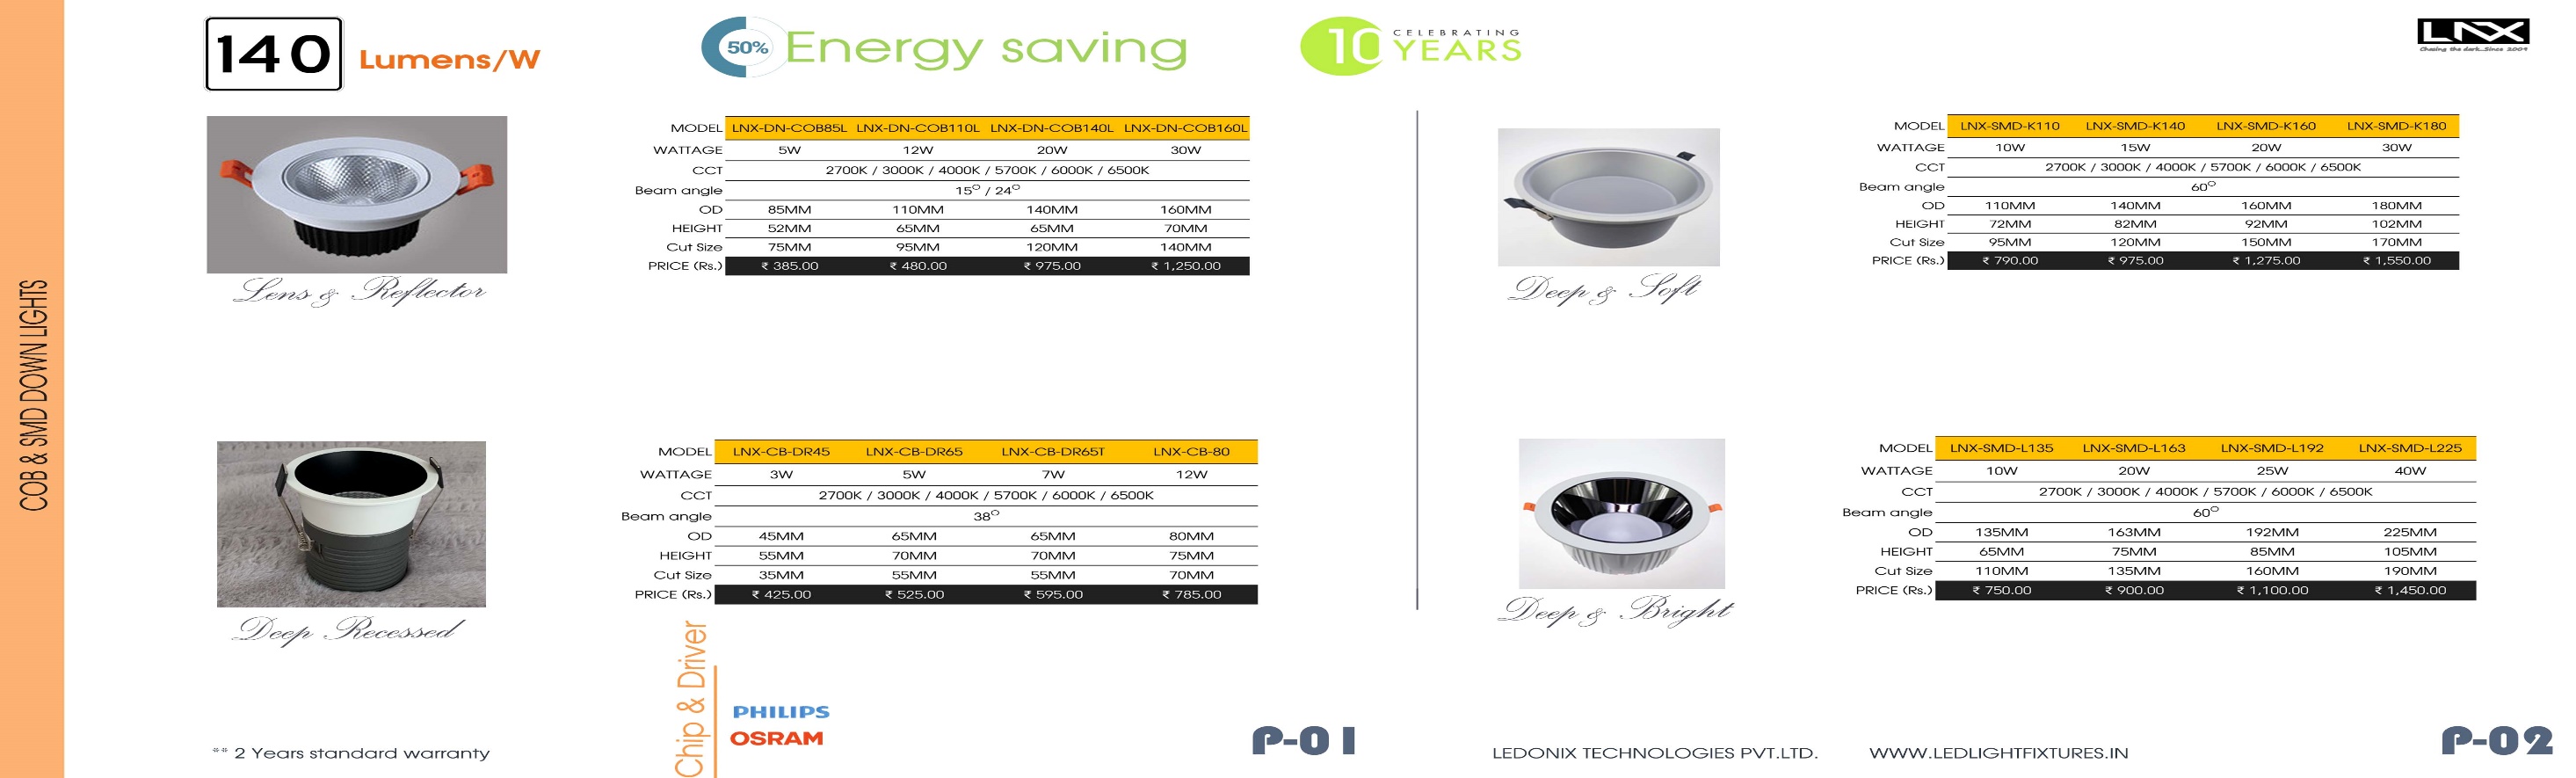 140 Lumens/W
50% Energy saving
10 CELEBRATING
YEARS
LNX
Chasing the dark...Since 2009
COB & SMD DOWN LIGHTS
MODEL LNX-DN-COB85L LNX-DN-COB110L LNX-DN-COB140L LNX-DN-COB160L
WATTAGE 5W 12W 20W 30W
CCT 2700K / 3000K / 4000K / 5700K / 6000K / 6500K
Beam angle 15° / 24°
OD 85MM 110MM 140MM 160MM
HEIGHT 52MM 65MM 65MM 70MM
Cut Size 75MM 95MM 120MM 140MM
PRICE (Rs.) ₹ 385.00 ₹ 480.00 ₹ 975.00 ₹ 1,250.00
Lens & Reflector
MODEL LNX-CB-DR45 LNX-CB-DR65 LNX-CB-DR65T LNX-CB-80
WATTAGE 3W 5W 7W 12W
CCT 2700K / 3000K / 4000K / 5700K / 6000K / 6500K
Beam angle 38°
OD 45MM 65MM 65MM 80MM
HEIGHT 55MM 70MM 70MM 75MM
Cut Size 35MM 55MM 55MM 70MM
PRICE (Rs.) ₹ 425.00 ₹ 525.00 ₹ 595.00 ₹ 785.00
Deep Recessed
Chip & Driver
PHILIPS
OSRAM
** 2 Years standard warranty
P-01
MODEL LNX-SMD-K110 LNX-SMD-K140 LNX-SMD-K160 LNX-SMD-K180
WATTAGE 10W 15W 20W 30W
CCT 2700K / 3000K / 4000K / 5700K / 6000K / 6500K
Beam angle 60°
OD 110MM 140MM 160MM 180MM
HEIGHT 72MM 82MM 92MM 102MM
Cut Size 95MM 120MM 150MM 170MM
PRICE (Rs.) ₹ 790.00 ₹ 975.00 ₹ 1,275.00 ₹ 1,550.00
Deep & Soft
MODEL LNX-SMD-L135 LNX-SMD-L163 LNX-SMD-L192 LNX-SMD-L225
WATTAGE 10W 20W 25W 40W
CCT 2700K / 3000K / 4000K / 5700K / 6000K / 6500K
Beam angle 60°
OD 135MM 163MM 192MM 225MM
HEIGHT 65MM 75MM 85MM 105MM
Cut Size 110MM 135MM 160MM 190MM
PRICE (Rs.) ₹ 750.00 ₹ 900.00 ₹ 1,100.00 ₹ 1,450.00
Deep & Bright
LEDONIX TECHNOLOGIES PVT.LTD. WWW.LEDLIGHTFIXTURES.IN
P-02